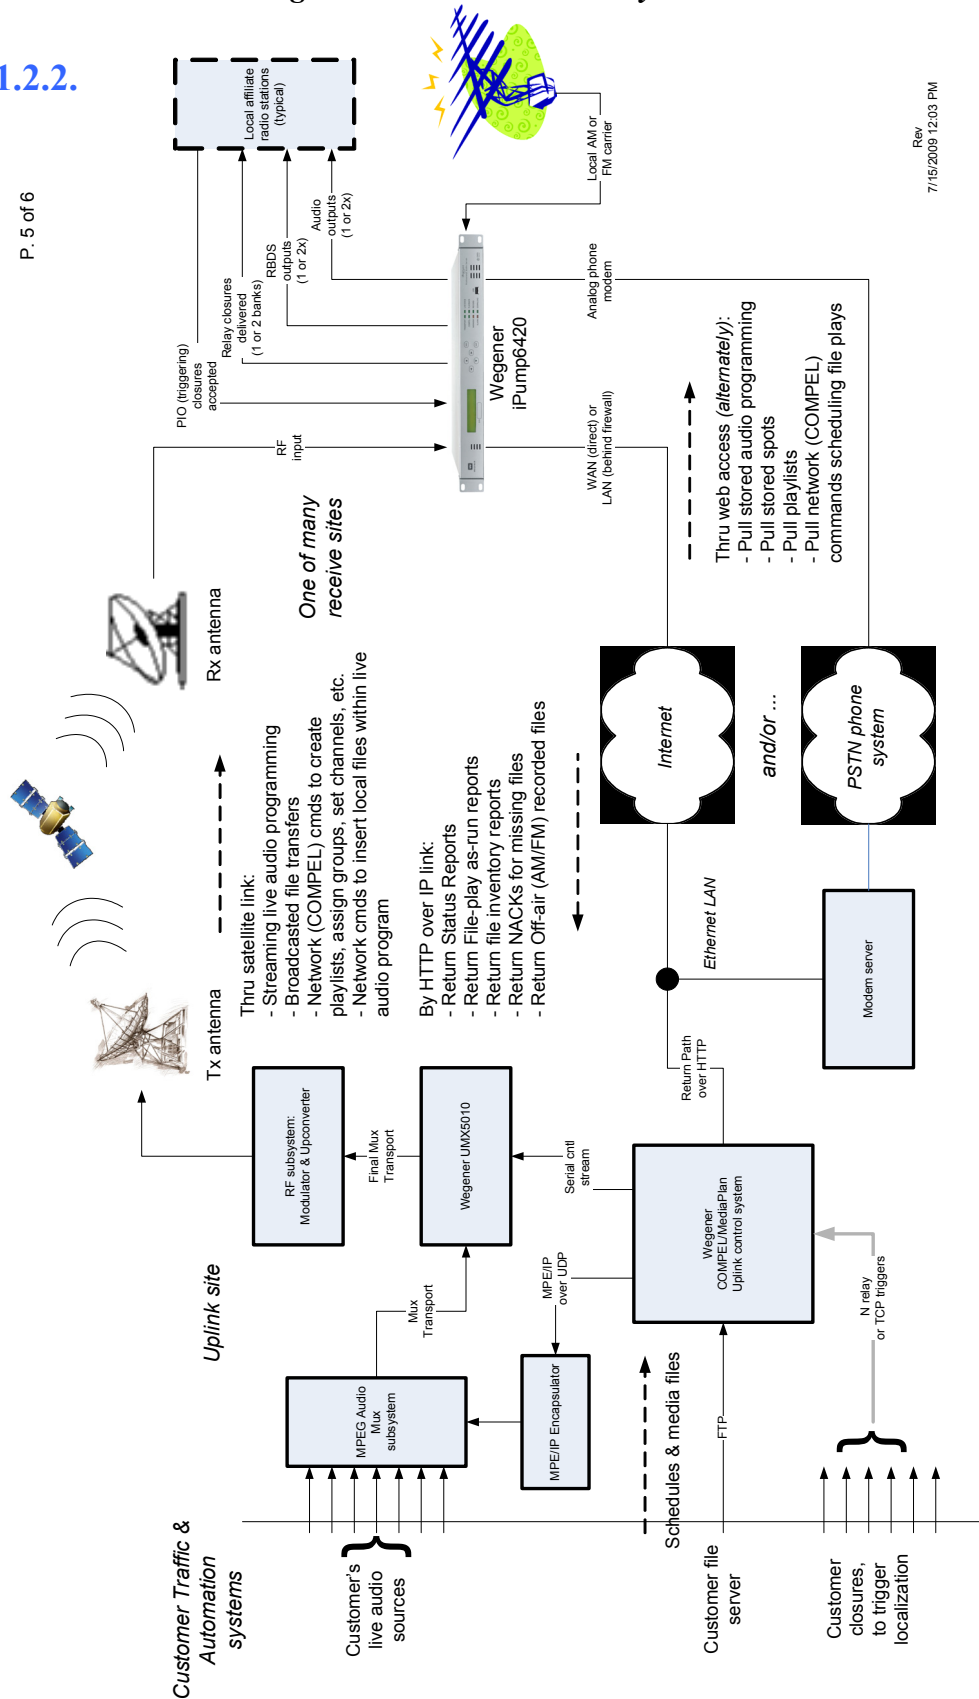 1.2.2.
P. 5 of 6
Rev
7/15/2009 12:03 PM
Customer Traffic &
Automation
systems
Uplink site
Customer's
live audio
sources
Schedules & media files
Customer file
server
FTP
Customer
closures,
to trigger
localization
N relay
or TCP triggers
MPEG Audio
Mux
subsystem
MPE/IP Encapsulator
MPE/IP
over UDP
Mux
Transport
Wegener
COMPEL/MediaPlan
Uplink control system
Serial cntl
stream
Wegener UMX5010
Final Mux
Transport
RF subsystem:
Modulator & Upconverter
Tx antenna
Return Path
over HTTP
Ethernet LAN
Modem server
Thru satellite link:
- Streaming live audio programming
- Broadcasted file transfers
- Network (COMPEL) cmds to create
playlists, assign groups, set channels, etc.
- Network cmds to insert local files within live
audio program
By HTTP over IP link:
- Return Status Reports
- Return File-play as-run reports
- Return file inventory reports
- Return NACKs for missing files
- Return Off-air (AM/FM) recorded files
Internet
and/or ...
PSTN phone
system
Rx antenna
One of many
receive sites
RF
input
Thru web access (alternately):
- Pull stored audio programming
- Pull stored spots
- Pull playlists
- Pull network (COMPEL)
commands scheduling file plays
WAN (direct) or
LAN (behind firewall)
Analog phone
modem
Wegener
iPump6420
PIO (triggering)
closures
accepted
Relay closures
delivered
(1 or 2 banks)
RBDS
outputs
(1 or 2x)
Audio
outputs
(1 or 2x)
Local affiliate
radio stations
(typical)
Local AM or
FM carrier